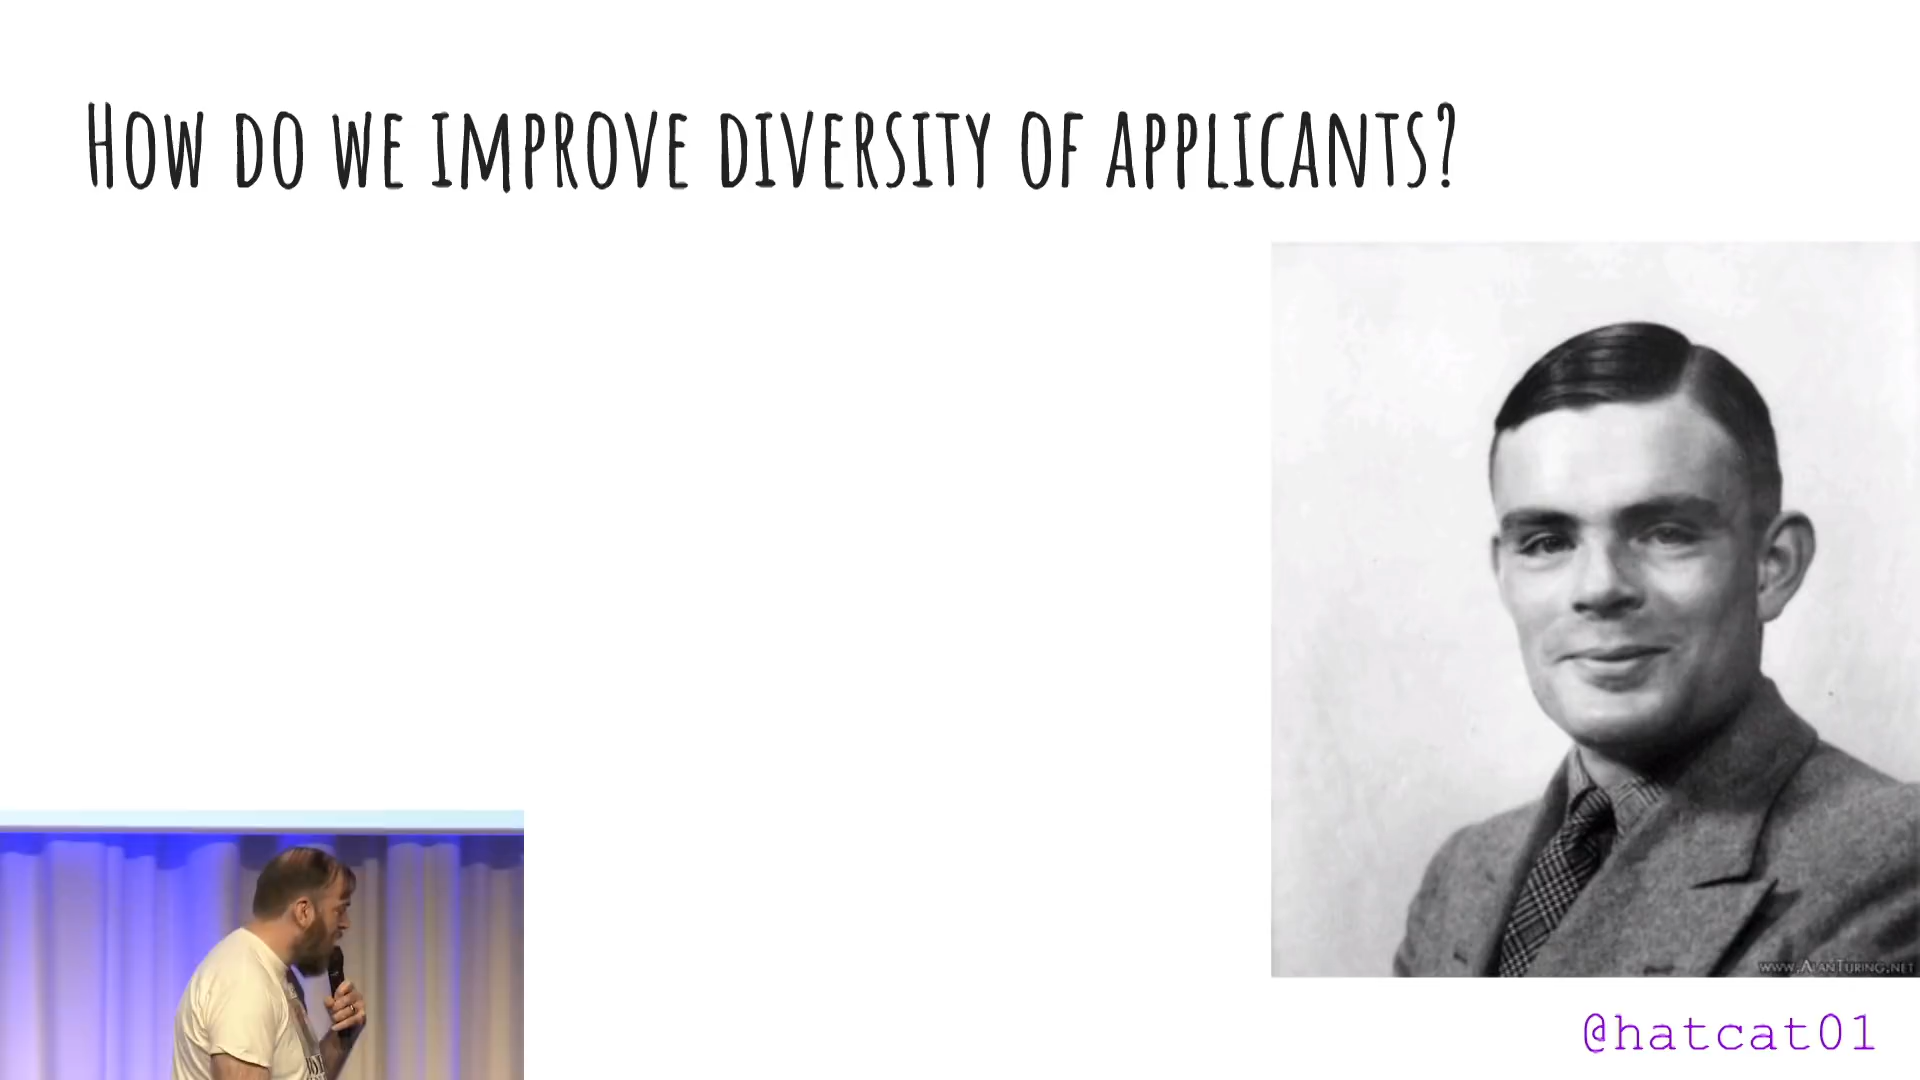 How do we improve diversity of applicants?
www.AlanTuring.net
@hatcat01